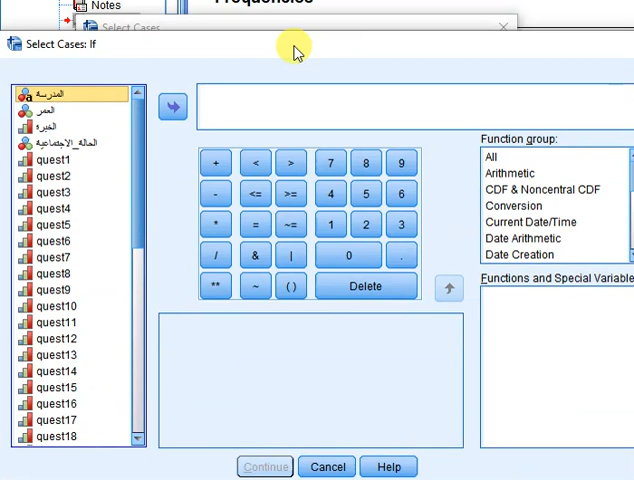 Notes
Frequencies
Select Cases
Select Cases: If
المدرسة
العمر
الخبرة
الحالة_الإجتماعية
quest1
quest2
quest3
quest4
quest5
quest6
quest7
quest8
quest9
quest10
quest11
quest12
quest13
quest14
quest15
quest16
quest17
quest18
+ < > 7 8 9
- <= >= 4 5 6
* = ~= 1 2 3
/ & | 0 .
** ~ ( ) Delete
Function group:
All
Arithmetic
CDF & Noncentral CDF
Conversion
Current Date/Time
Date Arithmetic
Date Creation
Functions and Special Variable
Continue Cancel Help